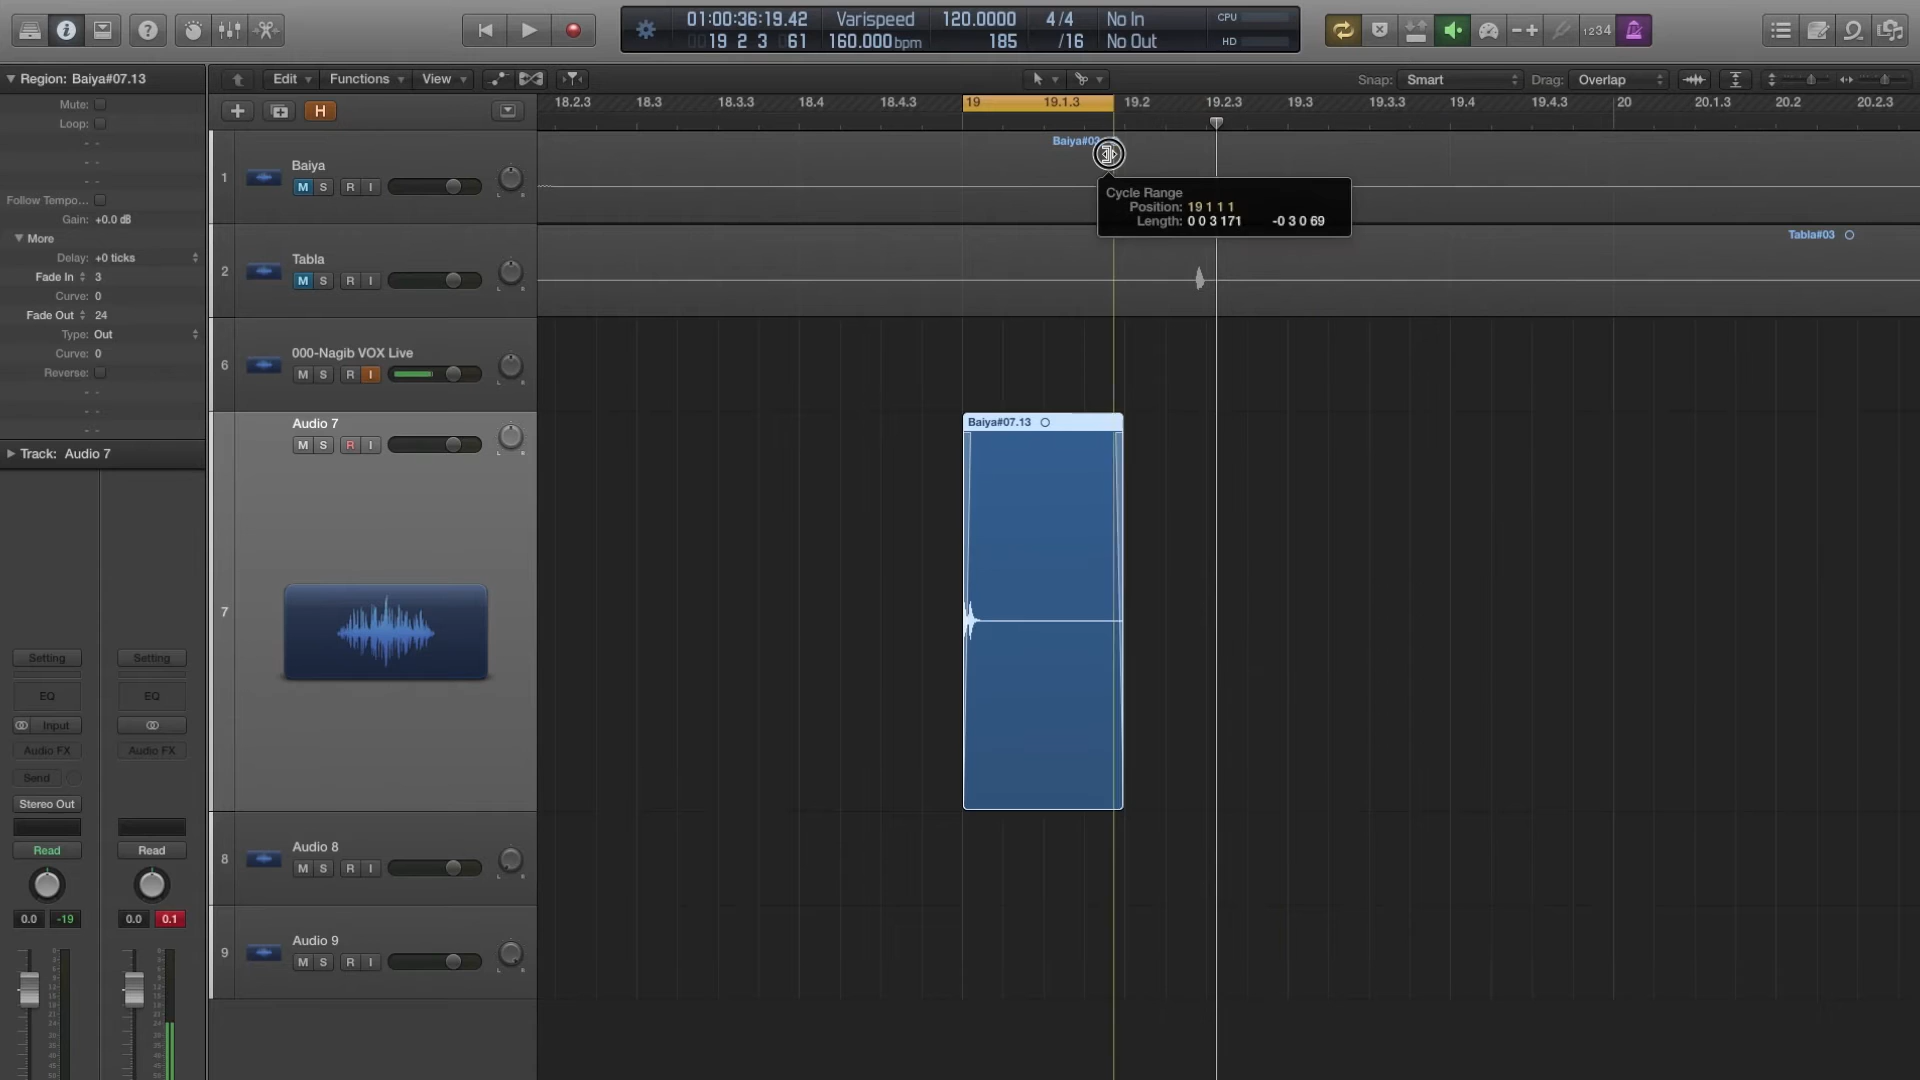 01:00:36:19.42 Varispeed 120.0000 4/4 No In CPU
0019 2 3 061 160.000bpm 185 /16 No Out HD
1234
Region: Baiya#07.13
Edit Functions View
Snap: Smart Drag: Overlap
Mute:
Loop:
Follow Tempo...
Gain: +0.0 dB
More
Delay: +0 ticks
Fade In 3
Curve: 0
Fade Out 24
Type: Out
Curve: 0
Reverse:
H
18.2.3 18.3 18.3.3 18.4 18.4.3 19 19.1.3 19.2 19.2.3 19.3 19.3.3 19.4 19.4.3 20 20.1.3 20.2 20.2.3
1 Baiya
M S R I
L R
Baiya#03
Cycle Range
Position: 19 1 1 1
Length: 0 0 3 171 -0 3 0 69
2 Tabla
M S R I
L R
Tabla#03
6 000-Nagib VOX Live
M S R I
L R
Track: Audio 7
7 Audio 7
M S R I
L R
Baiya#07.13
8 Audio 8
M S R I
L R
9 Audio 9
M S R I
L R
Setting Setting
EQ EQ
Input
Audio FX Audio FX
Send
Stereo Out
Read Read
0.0 -19 0.0 0.1